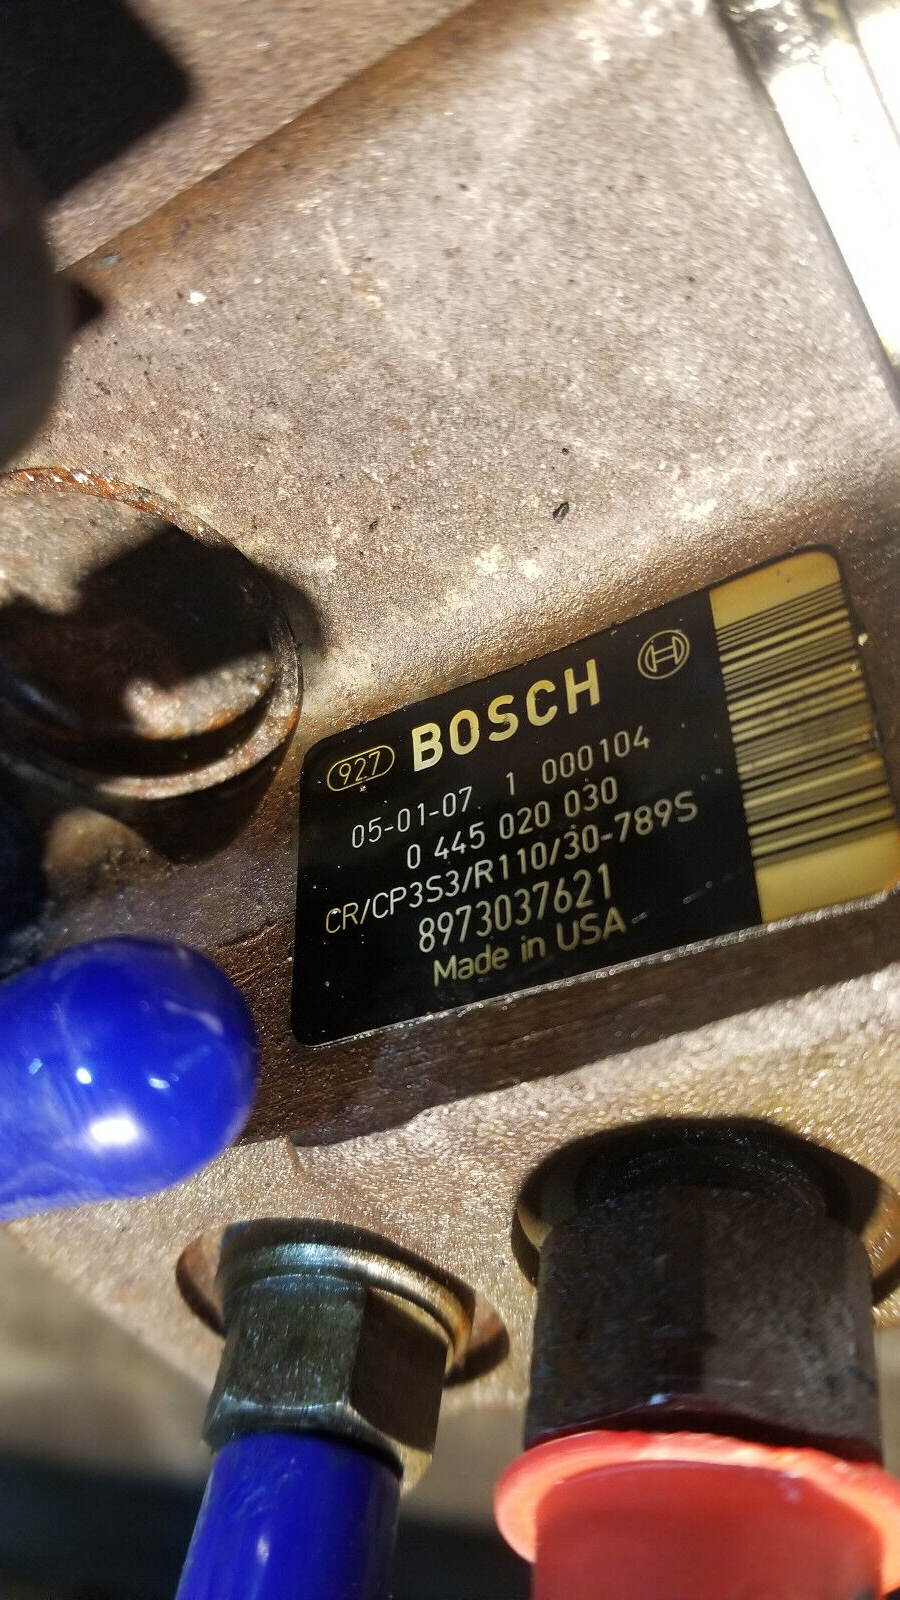 927 BOSCH
05-01-07 1 000104
0 445 020 030
CR/CP3S3/R110/30-789S
8973037621
Made in USA